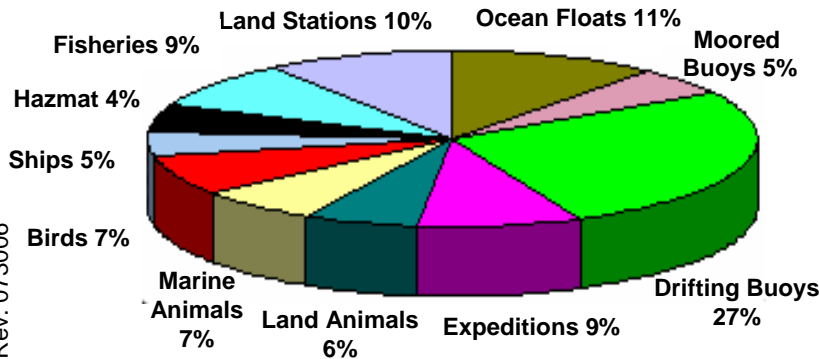 Land Stations 10%
Ocean Floats 11%
Fisheries 9%
Moored
Buoys 5%
Hazmat 4%
Ships 5%
Birds 7%
Marine
Animals
7%
Land Animals
6%
Expeditions 9%
Drifting Buoys
27%
Rev.